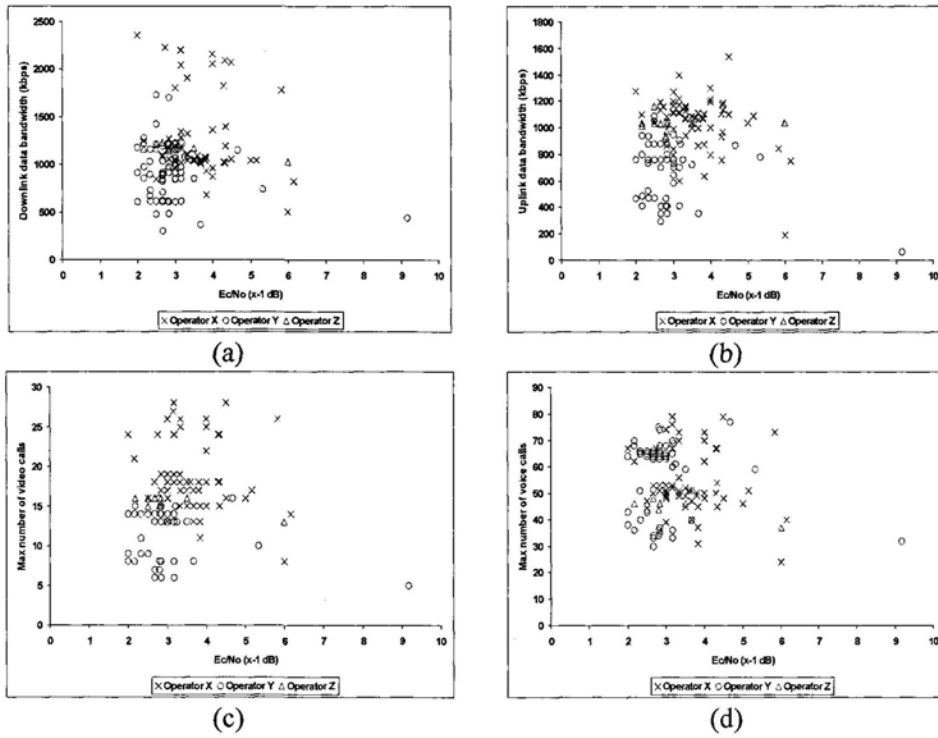 Downlink data bandwidth (kbps)
2500
2000
1500
1000
500
0
0 1 2 3 4 5 6 7 8 9 10
Ec/No (x-1 dB)
× Operator X ○ Operator Y △ Operator Z
(a)
Uplink data bandwidth (kbps)
1800
1600
1400
1200
1000
800
600
400
200
0
0 1 2 3 4 5 6 7 8 9 10
Ec/No (x-1 dB)
× Operator X ○ Operator Y △ Operator Z
(b)
Max number of video calls
30
25
20
15
10
5
0
0 1 2 3 4 5 6 7 8 9 10
Ec/No (x-1 dB)
× Operator X ○ Operator Y △ Operator Z
(c)
Max number of voice calls
90
80
70
60
50
40
30
20
10
0
0 1 2 3 4 5 6 7 8 9 10
Ec/No (x-1 dB)
× Operator X ○ Operator Y △ Operator Z
(d)